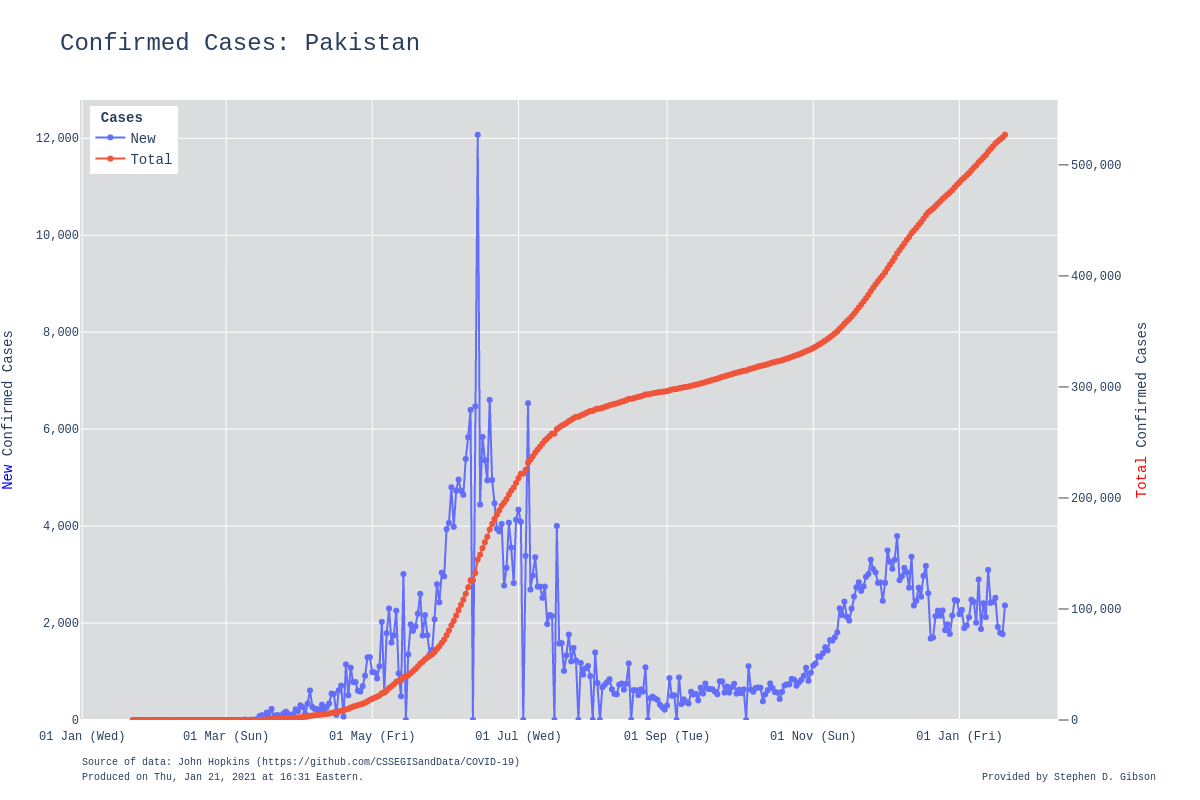 Confirmed Cases: Pakistan
Cases
New
Total
12,000
10,000
8,000
6,000
4,000
2,000
0
500,000
400,000
300,000
200,000
100,000
0
New Confirmed Cases
Total Confirmed Cases
01 Jan (Wed) 01 Mar (Sun) 01 May (Fri) 01 Jul (Wed) 01 Sep (Tue) 01 Nov (Sun) 01 Jan (Fri)
Source of data: John Hopkins (https://github.com/CSSEGISandData/COVID-19)
Produced on Thu, Jan 21, 2021 at 16:31 Eastern.
Provided by Stephen D. Gibson